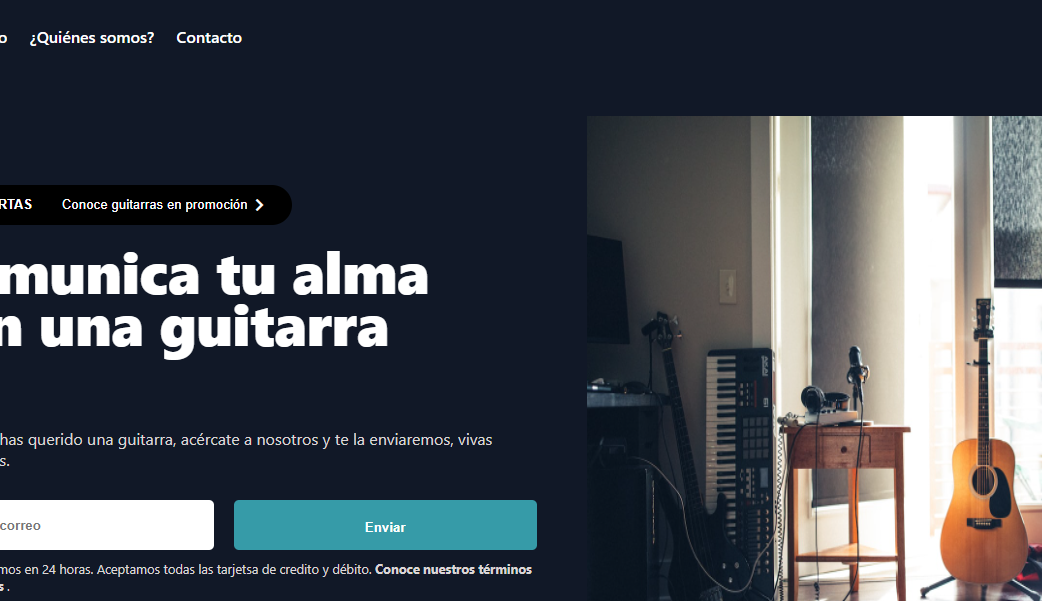 o ¿Quiénes somos? Contacto
RTAS Conoce guitarras en promoción
munica tu alma
n una guitarra
has querido una guitarra, acércate a nosotros y te la enviaremos, vivas
s.
correo Enviar
mos en 24 horas. Aceptamos todas las tarjetsa de credito y débito. Conoce nuestros términos
s .